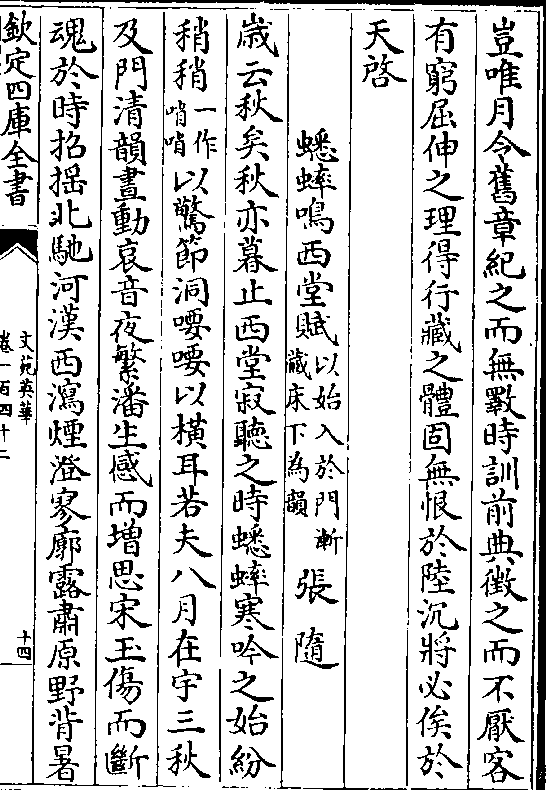 豈唯月令舊章紀之而無斁時訓前典徵之而不厭客
有窮屈伸之理得行藏之體固無恨於陸沉將必俟於
天啓
蟋蟀鳴西堂賦以始入於門漸藏床下為韻 張隨
歲云秋矣秋亦暮止西堂寂聽之時蟋蟀寒吟之始紛
稍稍一作哨哨以驚節洞喓喓以橫耳若夫八月在宇三秋
及門清韻晝動哀音夜繁潘生感而増思宋玉傷而斷
魂於時招揺北馳河漢西瀉煙澄寥廓露肅原野背暑
欽定四庫全書
文苑英華
卷一百四十二
十四